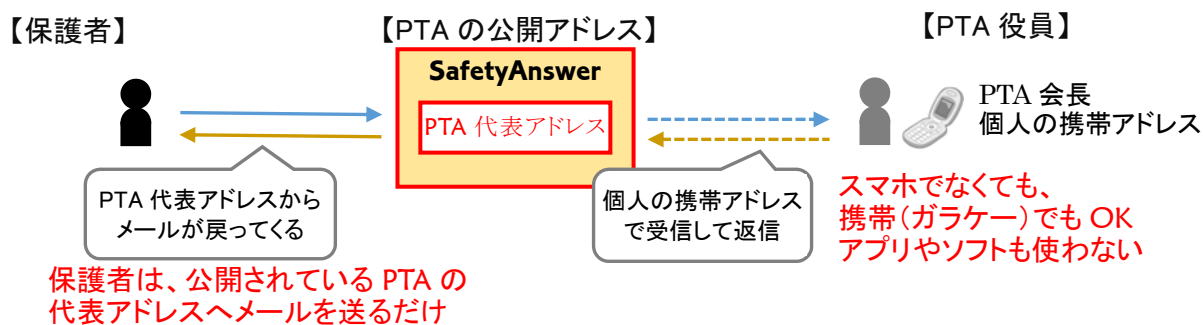 【保護者】
【PTA の公開アドレス】
【PTA 役員】
SafetyAnswer
PTA 代表アドレス
PTA 会長
個人の携帯アドレス
PTA 代表アドレスから
メールが戻ってくる
個人の携帯アドレス
で受信して返信
スマホでなくても、
携帯（ガラケー）でも OK
アプリやソフトも使わない
保護者は、公開されている PTA の
代表アドレスへメールを送るだけ